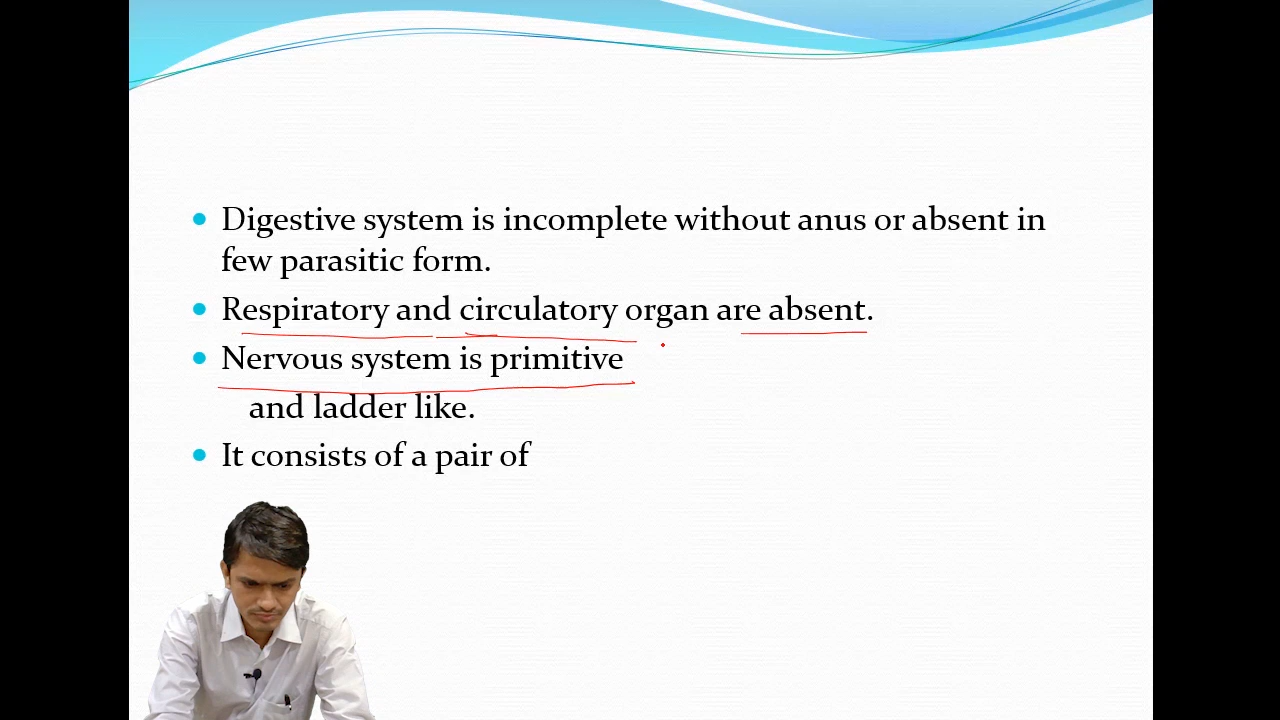 Digestive system is incomplete without anus or absent in
few parasitic form.
Respiratory and circulatory organ are absent.
Nervous system is primitive
and ladder like.
It consists of a pair of